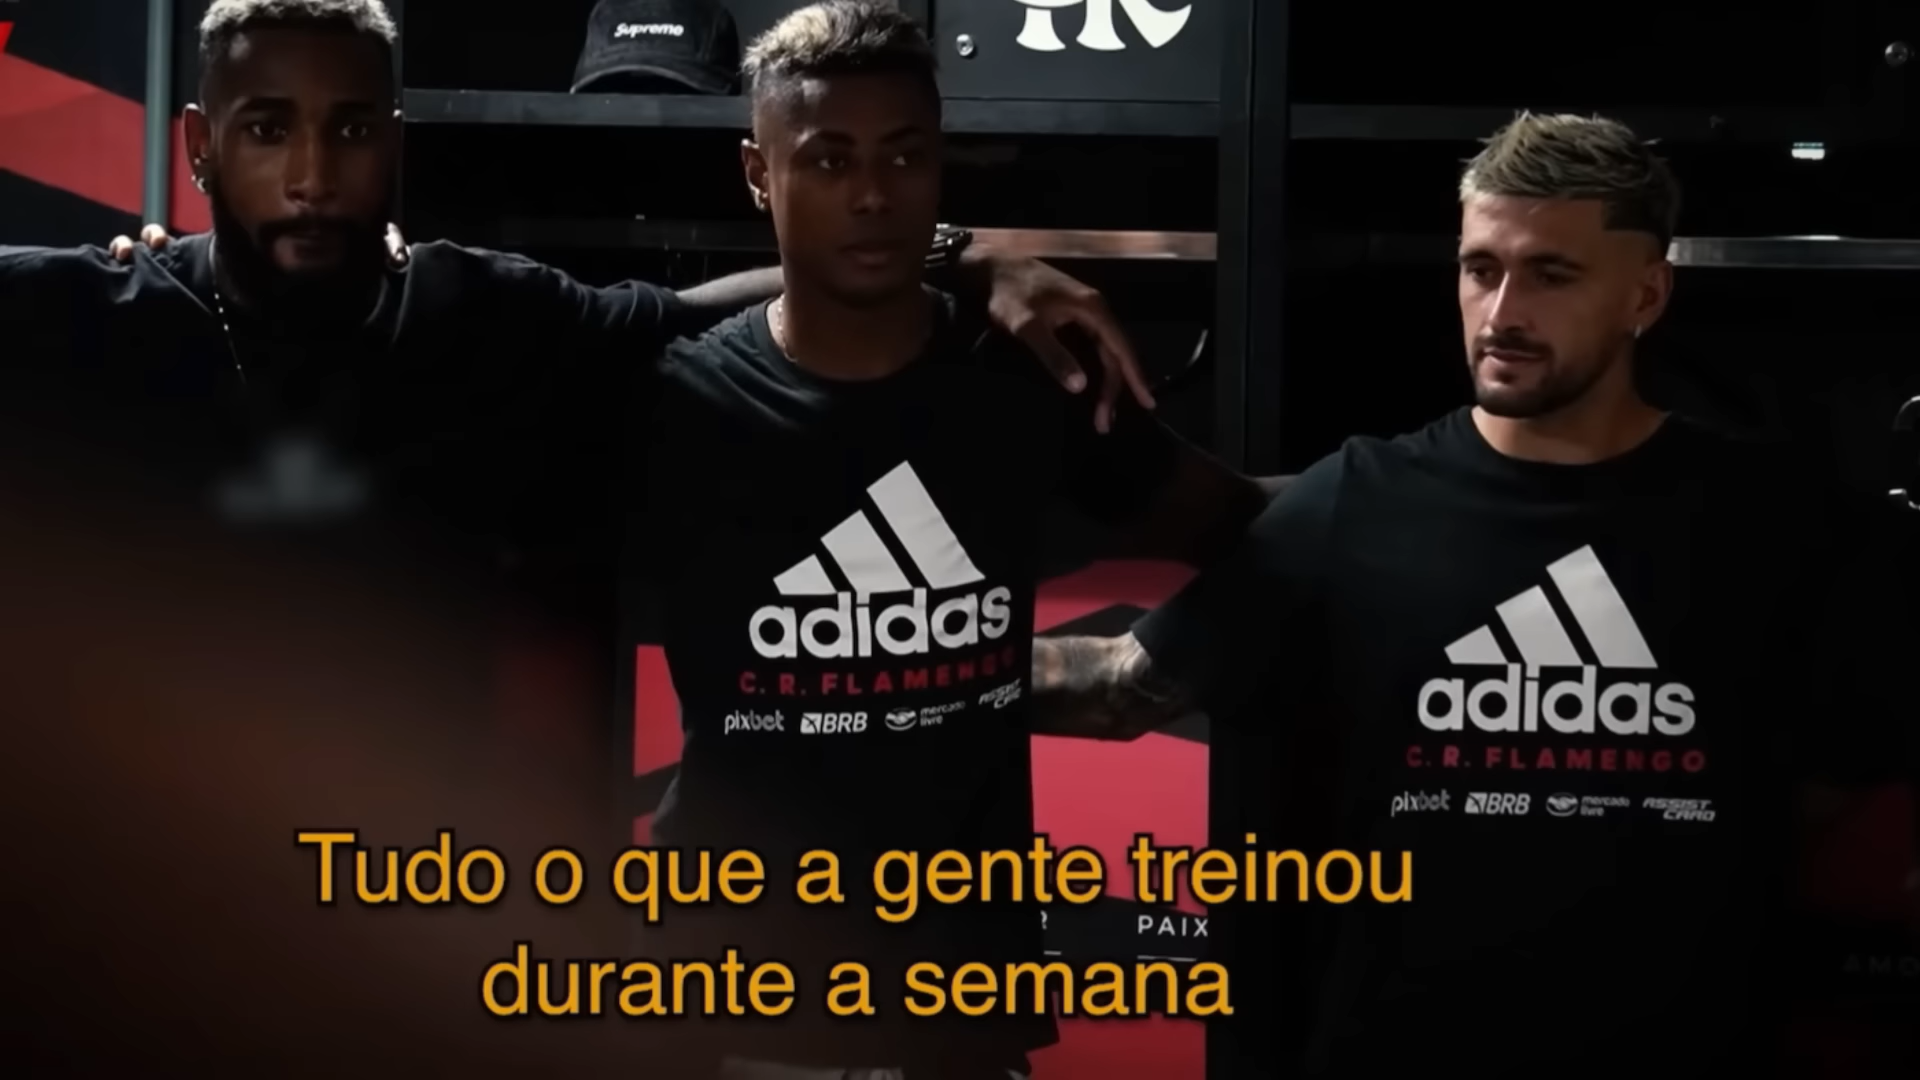 Supreme
adidas
C. R. FLAMENGO
pixbet BRB mercado livre ASSIST CARD
adidas
C. R. FLAMENGO
pixbet BRB mercado livre ASSIST CARD
PAIX
Tudo o que a gente treinou
durante a semana